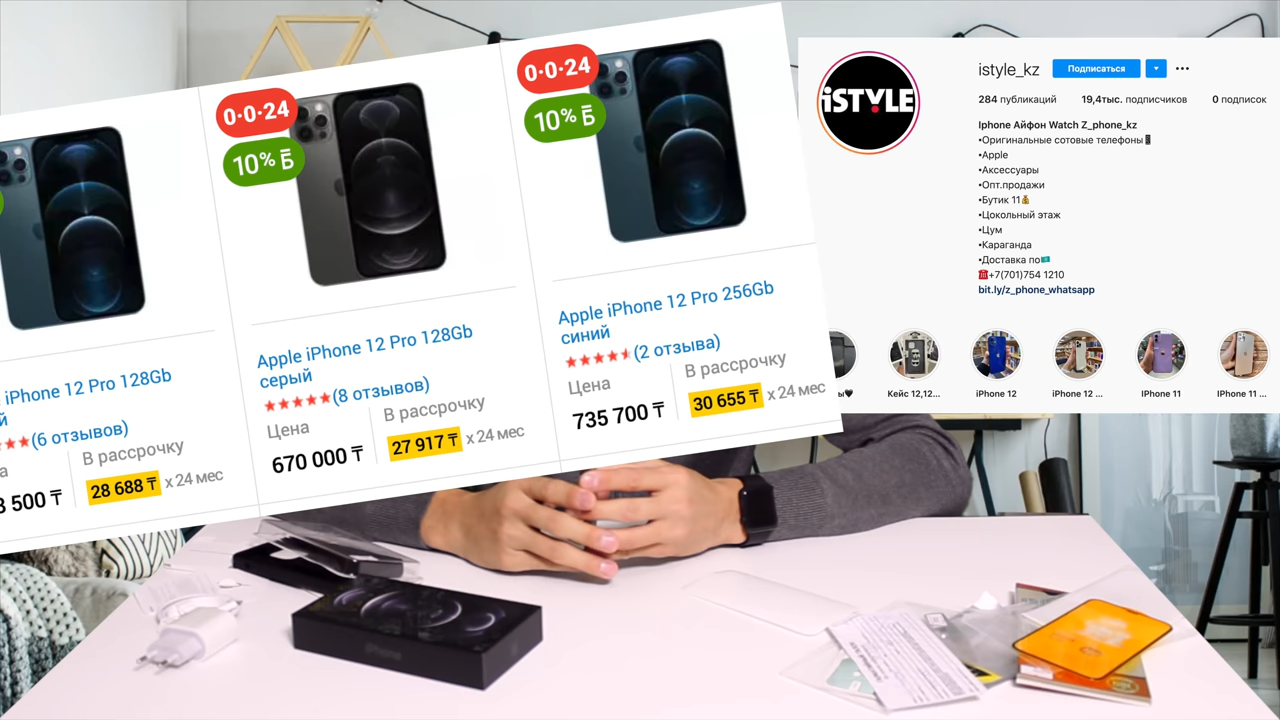 0·0·24
10% Б
0·0·24
10% Б
iPhone 12 Pro 128Gb
(6 отзывов)
В рассрочку
500 ₸
28 688 ₸ x 24 мес
Apple iPhone 12 Pro 128Gb
серый
(8 отзывов)
Цена
В рассрочку
670 000 ₸
27 917 ₸ x 24 мес
Apple iPhone 12 Pro 256Gb
синий
(2 отзыва)
Цена
В рассрочку
735 700 ₸
30 655 ₸ x 24 мес
iSTYLE
istyle_kz
Подписаться
284 публикаций 19,4тыс. подписчиков 0 подписок
Iphone Айфон Watch Z_phone_kz
•Оригинальные сотовые телефоны📱
•Apple
•Аксессуары
•Опт.продажи
•Бутик 11💰
•Цокольный этаж
•Цум
•Караганда
•Доставка по💵
☎️+7(701)754 1210
bit.ly/z_phone_whatsapp
ы🖤
Кейс 12,12...
iPhone 12
iPhone 12 ...
IPhone 11
IPhone 11 ...
iPhone